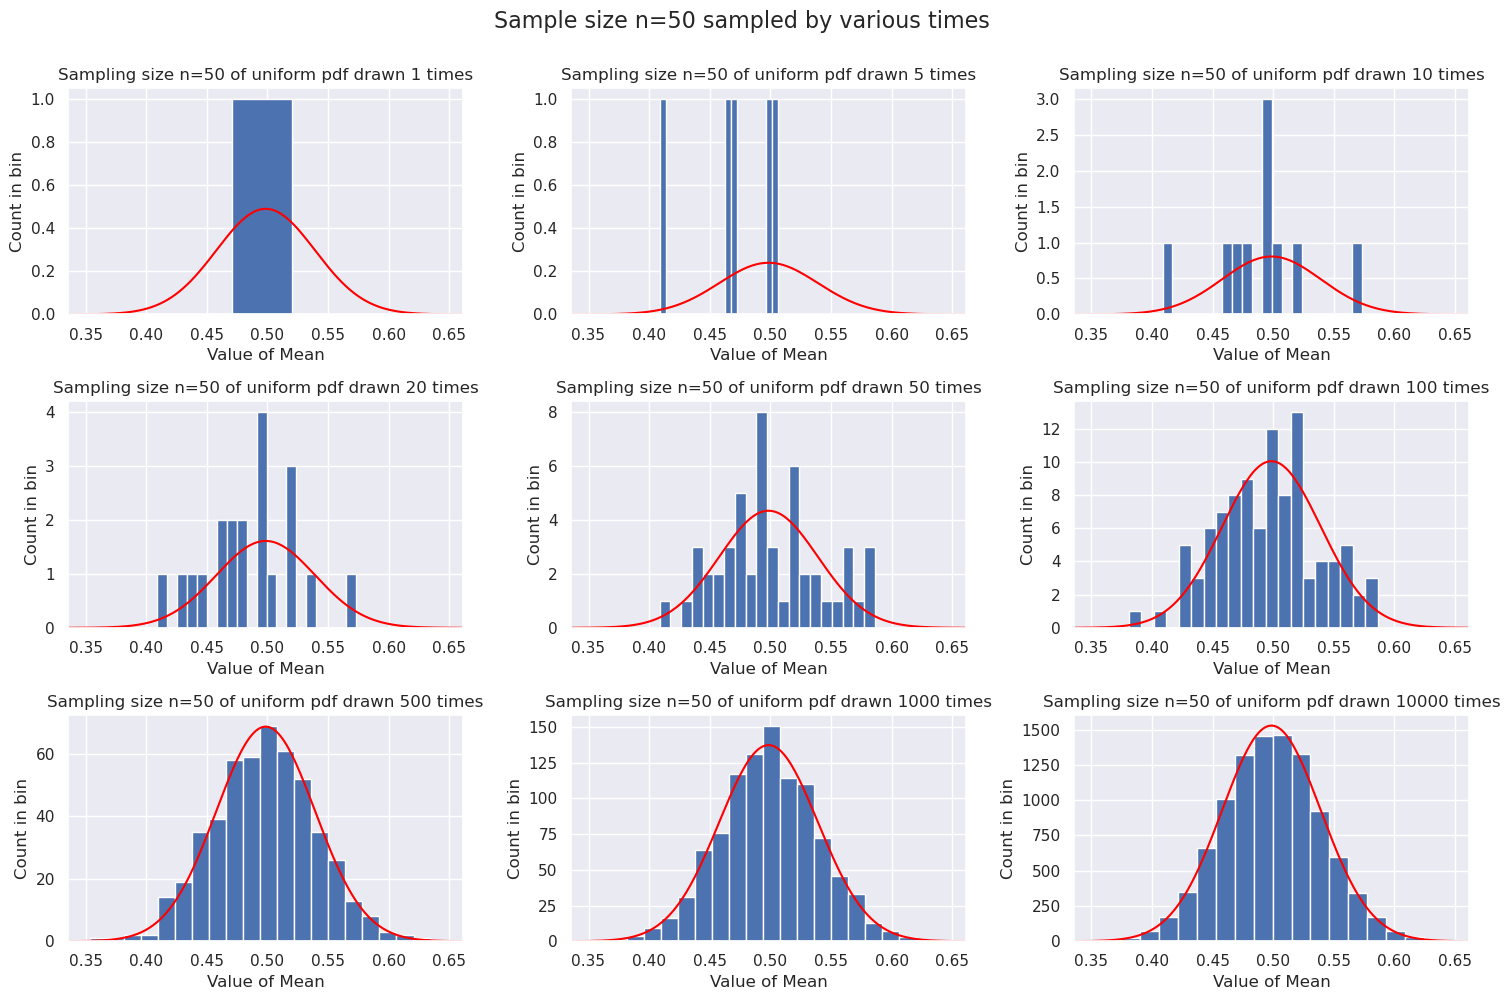 Sample size n=50 sampled by various times
Sampling size n=50 of uniform pdf drawn 1 times
Count in bin
1.0
0.8
0.6
0.4
0.2
0.0
0.35 0.40 0.45 0.50 0.55 0.60 0.65
Value of Mean
Sampling size n=50 of uniform pdf drawn 5 times
Count in bin
1.0
0.8
0.6
0.4
0.2
0.0
0.35 0.40 0.45 0.50 0.55 0.60 0.65
Value of Mean
Sampling size n=50 of uniform pdf drawn 10 times
Count in bin
3.0
2.5
2.0
1.5
1.0
0.5
0.0
0.35 0.40 0.45 0.50 0.55 0.60 0.65
Value of Mean
Sampling size n=50 of uniform pdf drawn 20 times
Count in bin
4
3
2
1
0
0.35 0.40 0.45 0.50 0.55 0.60 0.65
Value of Mean
Sampling size n=50 of uniform pdf drawn 50 times
Count in bin
8
6
4
2
0
0.35 0.40 0.45 0.50 0.55 0.60 0.65
Value of Mean
Sampling size n=50 of uniform pdf drawn 100 times
Count in bin
12
10
8
6
4
2
0
0.35 0.40 0.45 0.50 0.55 0.60 0.65
Value of Mean
Sampling size n=50 of uniform pdf drawn 500 times
Count in bin
60
40
20
0
0.35 0.40 0.45 0.50 0.55 0.60 0.65
Value of Mean
Sampling size n=50 of uniform pdf drawn 1000 times
Count in bin
150
125
100
75
50
25
0
0.35 0.40 0.45 0.50 0.55 0.60 0.65
Value of Mean
Sampling size n=50 of uniform pdf drawn 10000 times
Count in bin
1500
1250
1000
750
500
250
0
0.35 0.40 0.45 0.50 0.55 0.60 0.65
Value of Mean